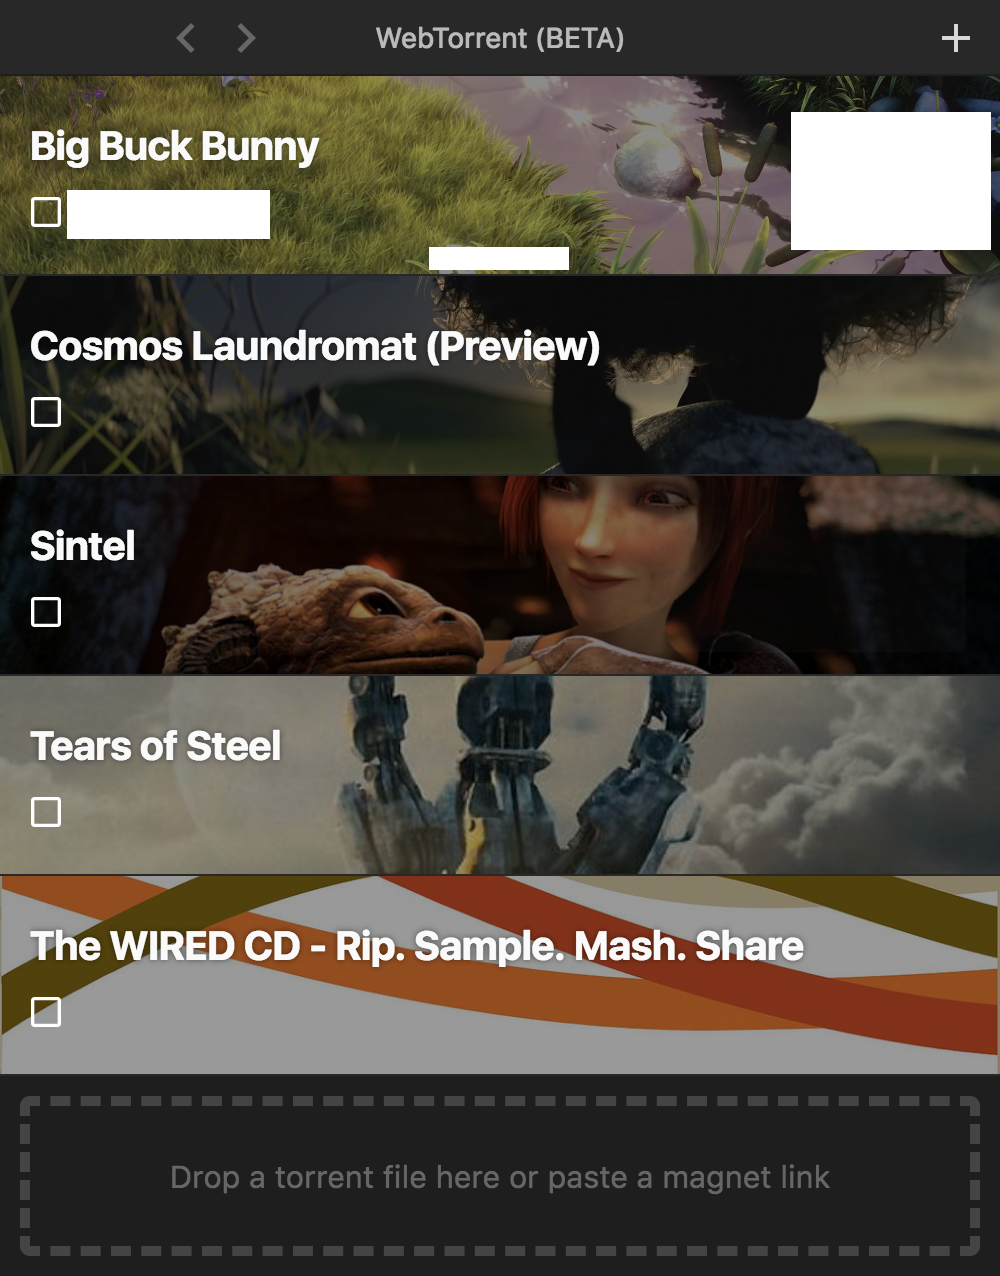 WebTorrent (BETA)
Big Buck Bunny
Cosmos Laundromat (Preview)
Sintel
Tears of Steel
The WIRED CD - Rip. Sample. Mash. Share
Drop a torrent file here or paste a magnet link